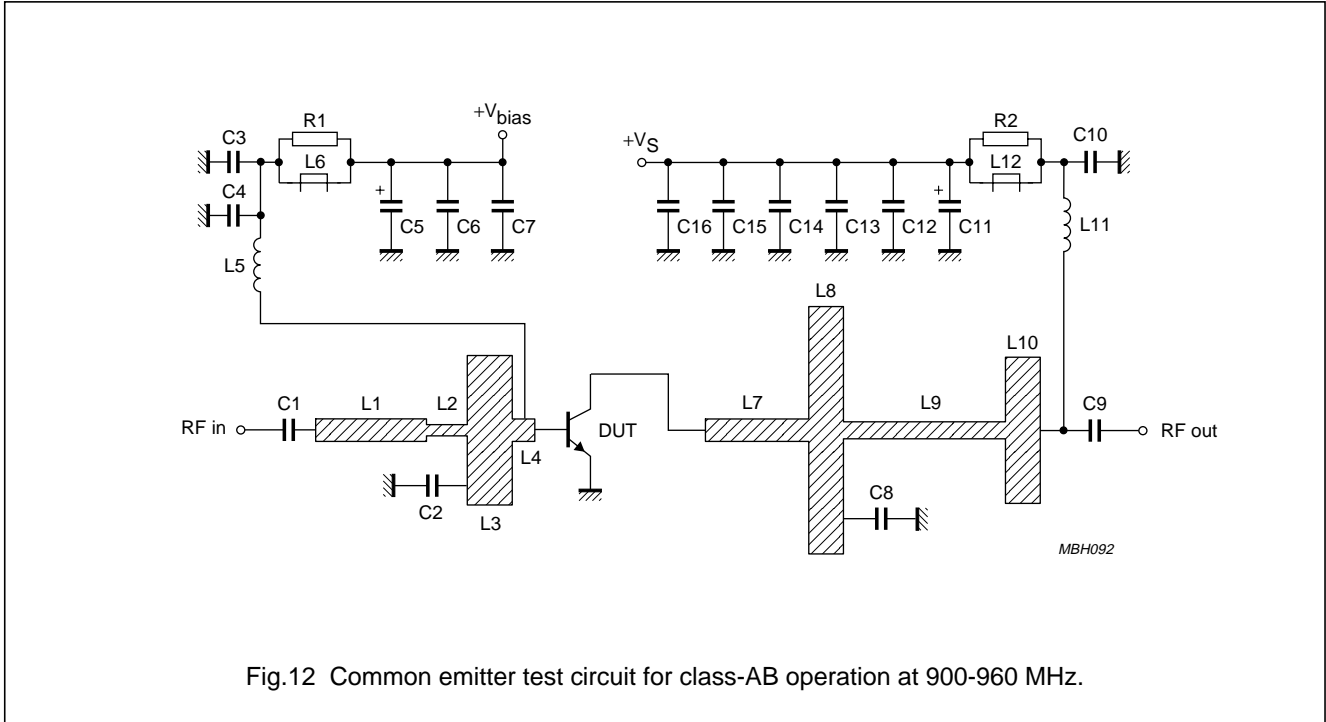 +Vbias
R1
R2
C3
C10
+VS
L6
L12
C4
+
+
C5
C6
C7
C16
C15
C14
C13
C12
C11
L11
L5
L8
L10
C1
L1
L2
L7
L9
C9
RF in
DUT
RF out
L4
C2
C8
L3
MBH092
Fig.12 Common emitter test circuit for class-AB operation at 900-960 MHz.